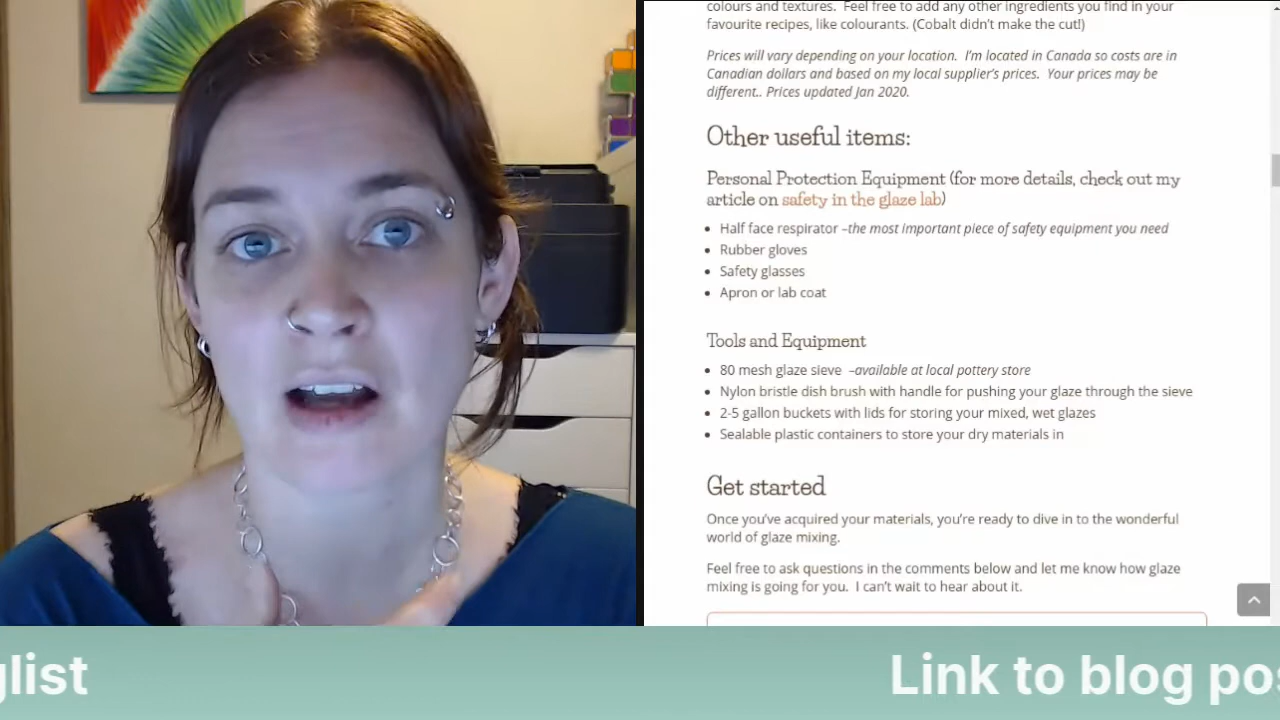 colours and textures.  Feel free to add any other ingredients you find in your
favourite recipes, like colourants. (Cobalt didn't make the cut!)
Prices will vary depending on your location.  I'm located in Canada so costs are in
Canadian dollars and based on my local supplier's prices.  Your prices may be
different.. Prices updated Jan 2020.
Other useful items:
Personal Protection Equipment (for more details, check out my
article on safety in the glaze lab)
Half face respirator –the most important piece of safety equipment you need
Rubber gloves
Safety glasses
Apron or lab coat
Tools and Equipment
80 mesh glaze sieve  –available at local pottery store
Nylon bristle dish brush with handle for pushing your glaze through the sieve
2-5 gallon buckets with lids for storing your mixed, wet glazes
Sealable plastic containers to store your dry materials in
Get started
Once you've acquired your materials, you're ready to dive in to the wonderful
world of glaze mixing.
Feel free to ask questions in the comments below and let me know how glaze
mixing is going for you.  I can't wait to hear about it.
glist
Link to blog pos